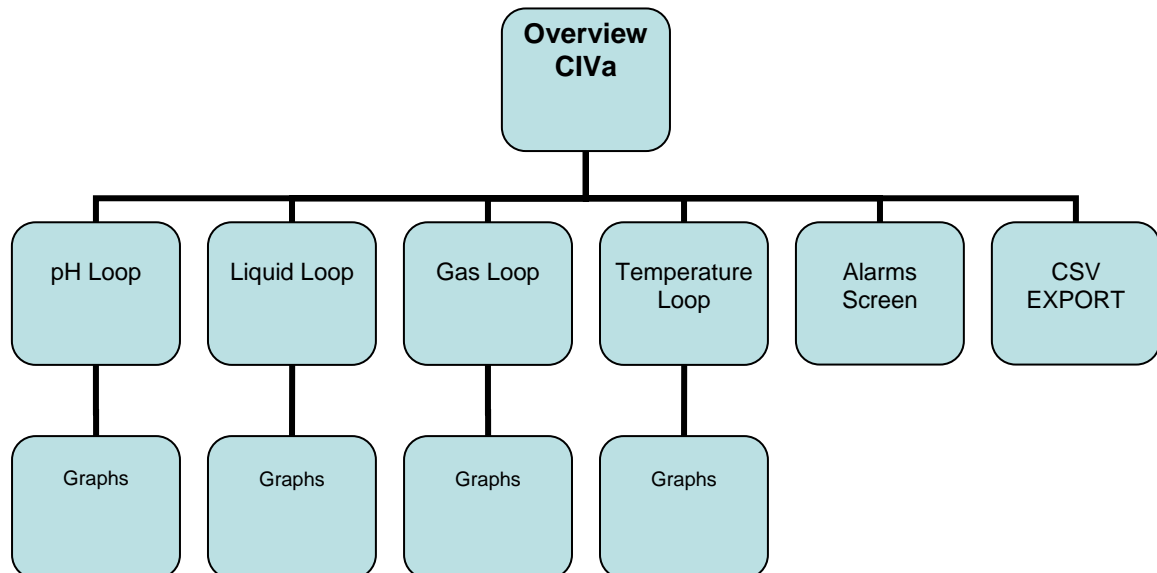 Overview
CIVa
pH Loop
Liquid Loop
Gas Loop
Temperature
Loop
Alarms
Screen
CSV
EXPORT
Graphs
Graphs
Graphs
Graphs